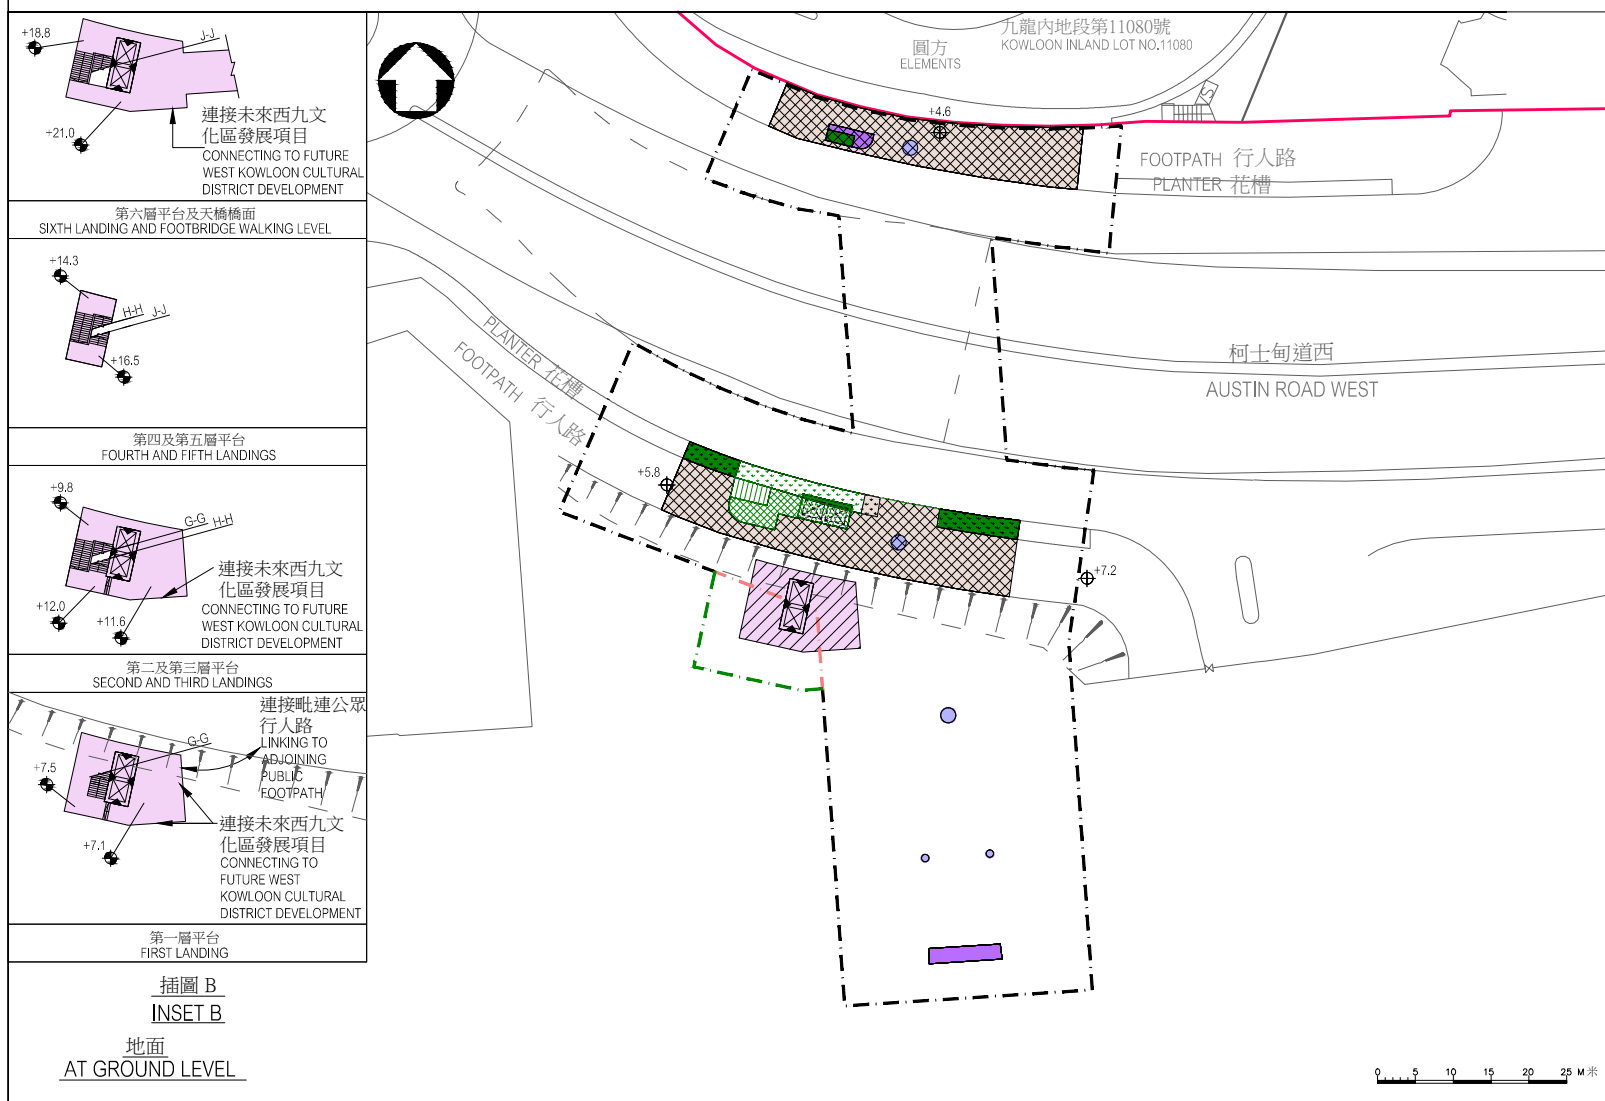 +18.8
J-J
+21.0
連接未來西九文
化區發展項目
CONNECTING TO FUTURE
WEST KOWLOON CULTURAL
DISTRICT DEVELOPMENT
第六層平台及天橋橋面
SIXTH LANDING AND FOOTBRIDGE WALKING LEVEL
+14.3
H-H J-J
+16.5
第四及第五層平台
FOURTH AND FIFTH LANDINGS
+9.8
G-G H-H
連接未來西九文
化區發展項目
CONNECTING TO FUTURE
WEST KOWLOON CULTURAL
DISTRICT DEVELOPMENT
+12.0
+11.6
第二及第三層平台
SECOND AND THIRD LANDINGS
連接毗連公眾
行人路
LINKING TO
ADJOINING
PUBLIC
FOOTPATH
G-G
+7.5
+7.1
連接未來西九文
化區發展項目
CONNECTING TO
FUTURE WEST
KOWLOON CULTURAL
DISTRICT DEVELOPMENT
第一層平台
FIRST LANDING
插圖 B
INSET B
地面
AT GROUND LEVEL
九龍內地段第11080號
KOWLOON INLAND LOT NO.11080
圓方
ELEMENTS
+4.6
FOOTPATH 行人路
PLANTER 花槽
PLANTER 花槽
FOOTPATH 行人路
柯士甸道西
AUSTIN ROAD WEST
+5.8
+7.2
0 5 10 15 20 25 M 米